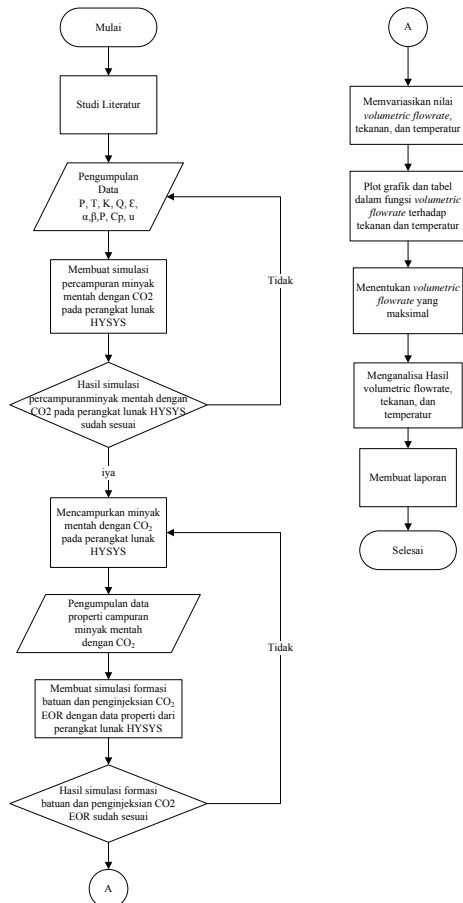 Mulai
Studi Literatur
Pengumpulan
Data
P, T, K, Q, Ɛ,
α,β,P, Cp, u
Membuat simulasi
percampuran minyak
mentah dengan CO2
pada perangkat lunak
HYSYS
Tidak
Hasil simulasi
percampuranminyak mentah dengan
CO2 pada perangkat lunak HYSYS
sudah sesuai
iya
Mencampurkan minyak
mentah dengan CO₂
pada perangkat lunak
HYSYS
Pengumpulan data
properti campuran
minyak mentah
dengan CO₂
Tidak
Membuat simulasi formasi
batuan dan penginjeksian CO₂
EOR dengan data properti dari
perangkat lunak HYSYS
Hasil simulasi formasi
batuan dan penginjeksian CO2
EOR sudah sesuai
A
A
Memvariasikan nilai
volumetric flowrate,
tekanan, dan temperatur
Plot grafik dan tabel
dalam fungsi volumetric
flowrate terhadap
tekanan dan temperatur
Menentukan volumetric
flowrate yang
maksimal
Menganalisa Hasil
volumetric flowrate,
tekanan, dan
temperatur
Membuat laporan
Selesai